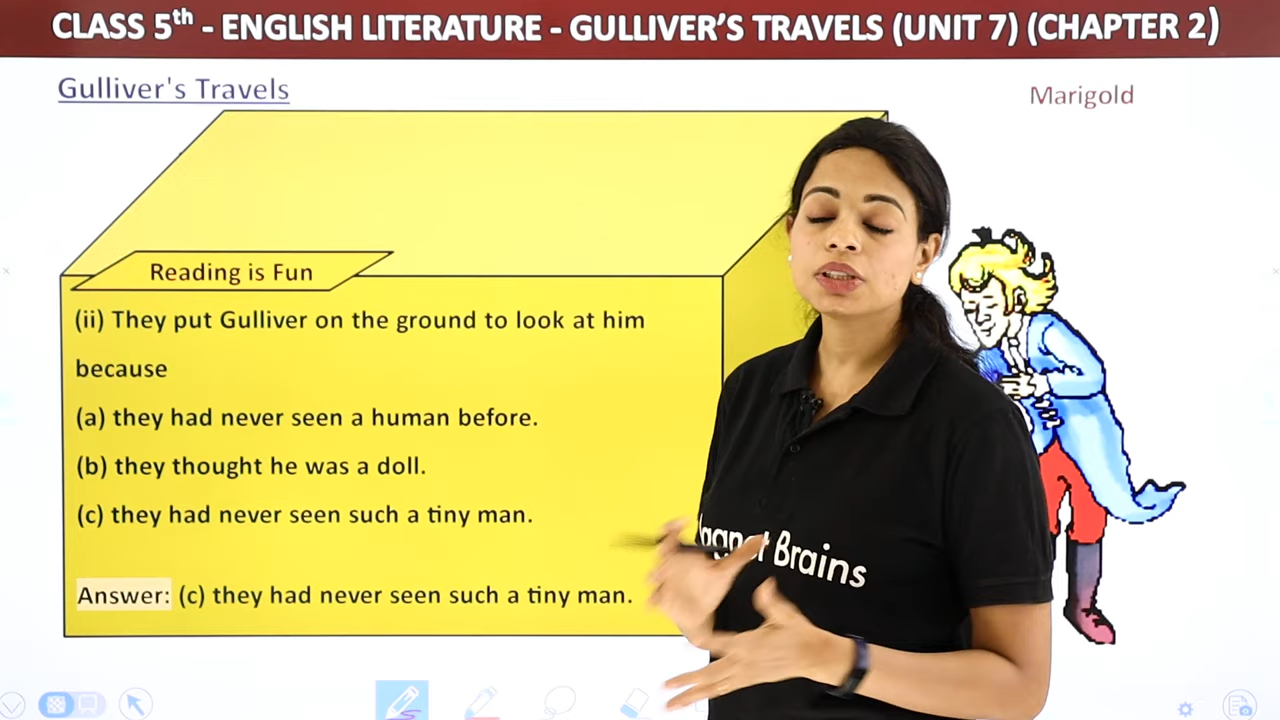 CLASS 5th - ENGLISH LITERATURE - GULLIVER'S TRAVELS (UNIT 7) (CHAPTER 2)
Gulliver's Travels
Marigold
Reading is Fun
(ii) They put Gulliver on the ground to look at him
because
(a) they had never seen a human before.
(b) they thought he was a doll.
(c) they had never seen such a tiny man.
Answer: (c) they had never seen such a tiny man.
Brains